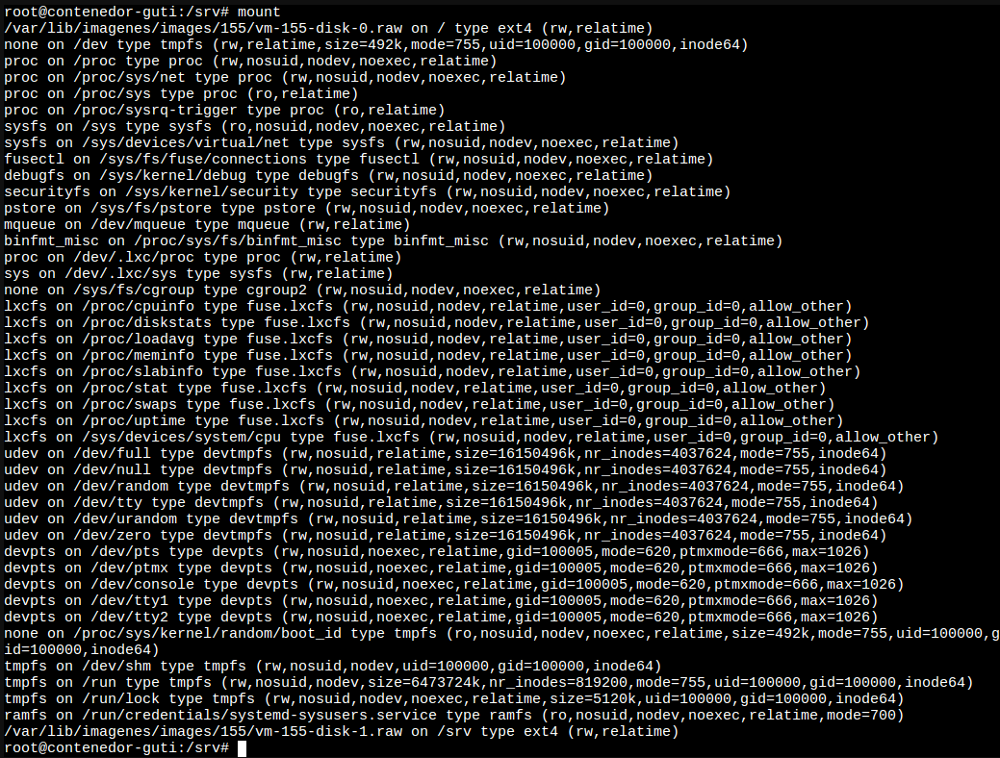 root@contenedor-guti:/srv# mount
/var/lib/imagenes/images/155/vm-155-disk-0.raw on / type ext4 (rw,relatime)
none on /dev type tmpfs (rw,relatime,size=492k,mode=755,uid=100000,gid=100000,inode64)
proc on /proc type proc (rw,nosuid,nodev,noexec,relatime)
proc on /proc/sys/net type proc (rw,nosuid,nodev,noexec,relatime)
proc on /proc/sys type proc (ro,relatime)
proc on /proc/sysrq-trigger type proc (ro,relatime)
sysfs on /sys type sysfs (ro,nosuid,nodev,noexec,relatime)
sysfs on /sys/devices/virtual/net type sysfs (rw,nosuid,nodev,noexec,relatime)
fusectl on /sys/fs/fuse/connections type fusectl (rw,nosuid,nodev,noexec,relatime)
debugfs on /sys/kernel/debug type debugfs (rw,nosuid,nodev,noexec,relatime)
securityfs on /sys/kernel/security type securityfs (rw,nosuid,nodev,noexec,relatime)
pstore on /sys/fs/pstore type pstore (rw,nosuid,nodev,noexec,relatime)
mqueue on /dev/mqueue type mqueue (rw,relatime)
binfmt_misc on /proc/sys/fs/binfmt_misc type binfmt_misc (rw,nosuid,nodev,noexec,relatime)
proc on /dev/.lxc/proc type proc (rw,relatime)
sys on /dev/.lxc/sys type sysfs (rw,relatime)
none on /sys/fs/cgroup type cgroup2 (rw,nosuid,nodev,noexec,relatime)
lxcfs on /proc/cpuinfo type fuse.lxcfs (rw,nosuid,nodev,relatime,user_id=0,group_id=0,allow_other)
lxcfs on /proc/diskstats type fuse.lxcfs (rw,nosuid,nodev,relatime,user_id=0,group_id=0,allow_other)
lxcfs on /proc/loadavg type fuse.lxcfs (rw,nosuid,nodev,relatime,user_id=0,group_id=0,allow_other)
lxcfs on /proc/meminfo type fuse.lxcfs (rw,nosuid,nodev,relatime,user_id=0,group_id=0,allow_other)
lxcfs on /proc/slabinfo type fuse.lxcfs (rw,nosuid,nodev,relatime,user_id=0,group_id=0,allow_other)
lxcfs on /proc/stat type fuse.lxcfs (rw,nosuid,nodev,relatime,user_id=0,group_id=0,allow_other)
lxcfs on /proc/swaps type fuse.lxcfs (rw,nosuid,nodev,relatime,user_id=0,group_id=0,allow_other)
lxcfs on /proc/uptime type fuse.lxcfs (rw,nosuid,nodev,relatime,user_id=0,group_id=0,allow_other)
lxcfs on /sys/devices/system/cpu type fuse.lxcfs (rw,nosuid,nodev,relatime,user_id=0,group_id=0,allow_other)
udev on /dev/full type devtmpfs (rw,nosuid,relatime,size=16150496k,nr_inodes=4037624,mode=755,inode64)
udev on /dev/null type devtmpfs (rw,nosuid,relatime,size=16150496k,nr_inodes=4037624,mode=755,inode64)
udev on /dev/random type devtmpfs (rw,nosuid,relatime,size=16150496k,nr_inodes=4037624,mode=755,inode64)
udev on /dev/tty type devtmpfs (rw,nosuid,relatime,size=16150496k,nr_inodes=4037624,mode=755,inode64)
udev on /dev/urandom type devtmpfs (rw,nosuid,relatime,size=16150496k,nr_inodes=4037624,mode=755,inode64)
udev on /dev/zero type devtmpfs (rw,nosuid,relatime,size=16150496k,nr_inodes=4037624,mode=755,inode64)
devpts on /dev/pts type devpts (rw,nosuid,noexec,relatime,gid=100005,mode=620,ptmxmode=666,max=1026)
devpts on /dev/ptmx type devpts (rw,nosuid,noexec,relatime,gid=100005,mode=620,ptmxmode=666,max=1026)
devpts on /dev/console type devpts (rw,nosuid,noexec,relatime,gid=100005,mode=620,ptmxmode=666,max=1026)
devpts on /dev/tty1 type devpts (rw,nosuid,noexec,relatime,gid=100005,mode=620,ptmxmode=666,max=1026)
devpts on /dev/tty2 type devpts (rw,nosuid,noexec,relatime,gid=100005,mode=620,ptmxmode=666,max=1026)
none on /proc/sys/kernel/random/boot_id type tmpfs (ro,nosuid,nodev,noexec,relatime,size=492k,mode=755,uid=100000,g
id=100000,inode64)
tmpfs on /dev/shm type tmpfs (rw,nosuid,nodev,uid=100000,gid=100000,inode64)
tmpfs on /run type tmpfs (rw,nosuid,nodev,size=6473724k,nr_inodes=819200,mode=755,uid=100000,gid=100000,inode64)
tmpfs on /run/lock type tmpfs (rw,nosuid,nodev,noexec,relatime,size=5120k,uid=100000,gid=100000,inode64)
ramfs on /run/credentials/systemd-sysusers.service type ramfs (ro,nosuid,nodev,noexec,relatime,mode=700)
/var/lib/imagenes/images/155/vm-155-disk-1.raw on /srv type ext4 (rw,relatime)
root@contenedor-guti:/srv#